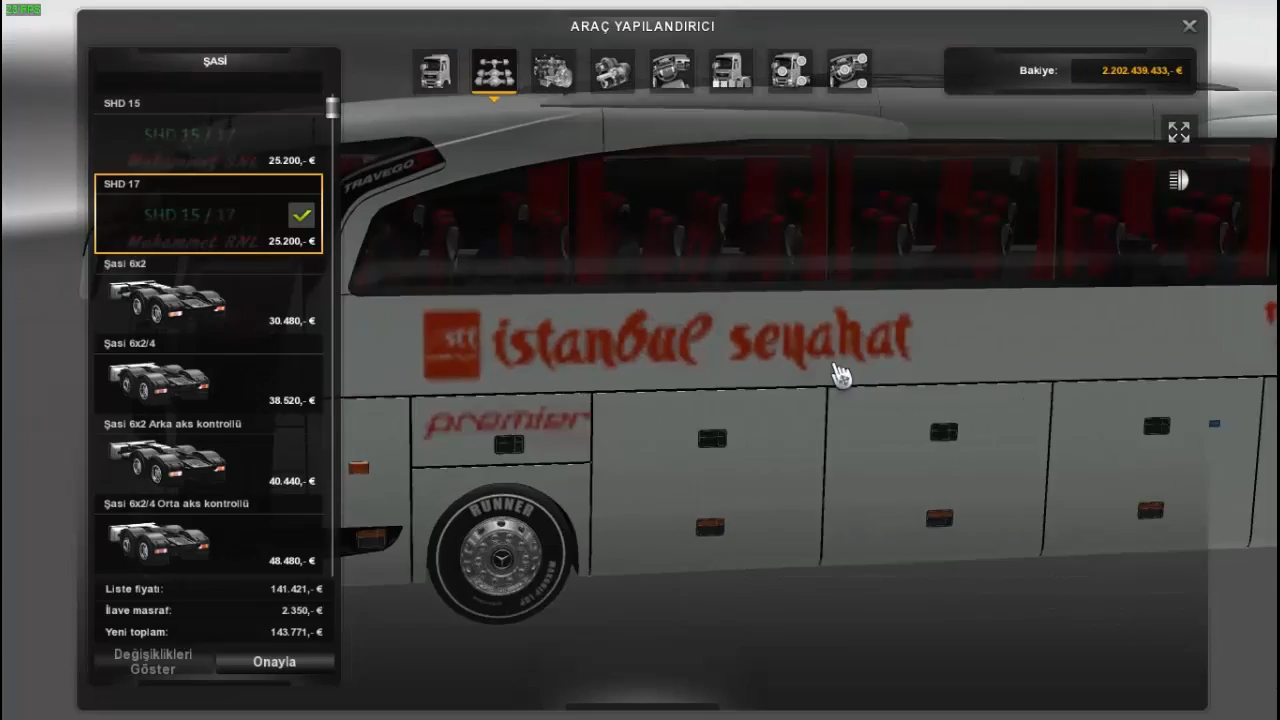 ARAÇ YAPILANDIRICI
ŞASİ
Bakiye:
2.202.439.433,- €
SHD 15
SHD 15 / 17
25.200,- €
SHD 17
SHD 15 / 17
Muhammet RNL
25.200,- €
Şasi 6x2
30.480,- €
Şasi 6x2/4
38.520,- €
Şasi 6x2 Arka aks kontrollü
40.440,- €
Şasi 6x2/4 Orta aks kontrollü
48.480,- €
Liste fiyatı:
141.421,- €
İlave masraf:
2.350,- €
Yeni toplam:
143.771,- €
Değişiklikleri
Göster
Onayla
TRAVEGO
istanbul seyahat
premier
RUNNER